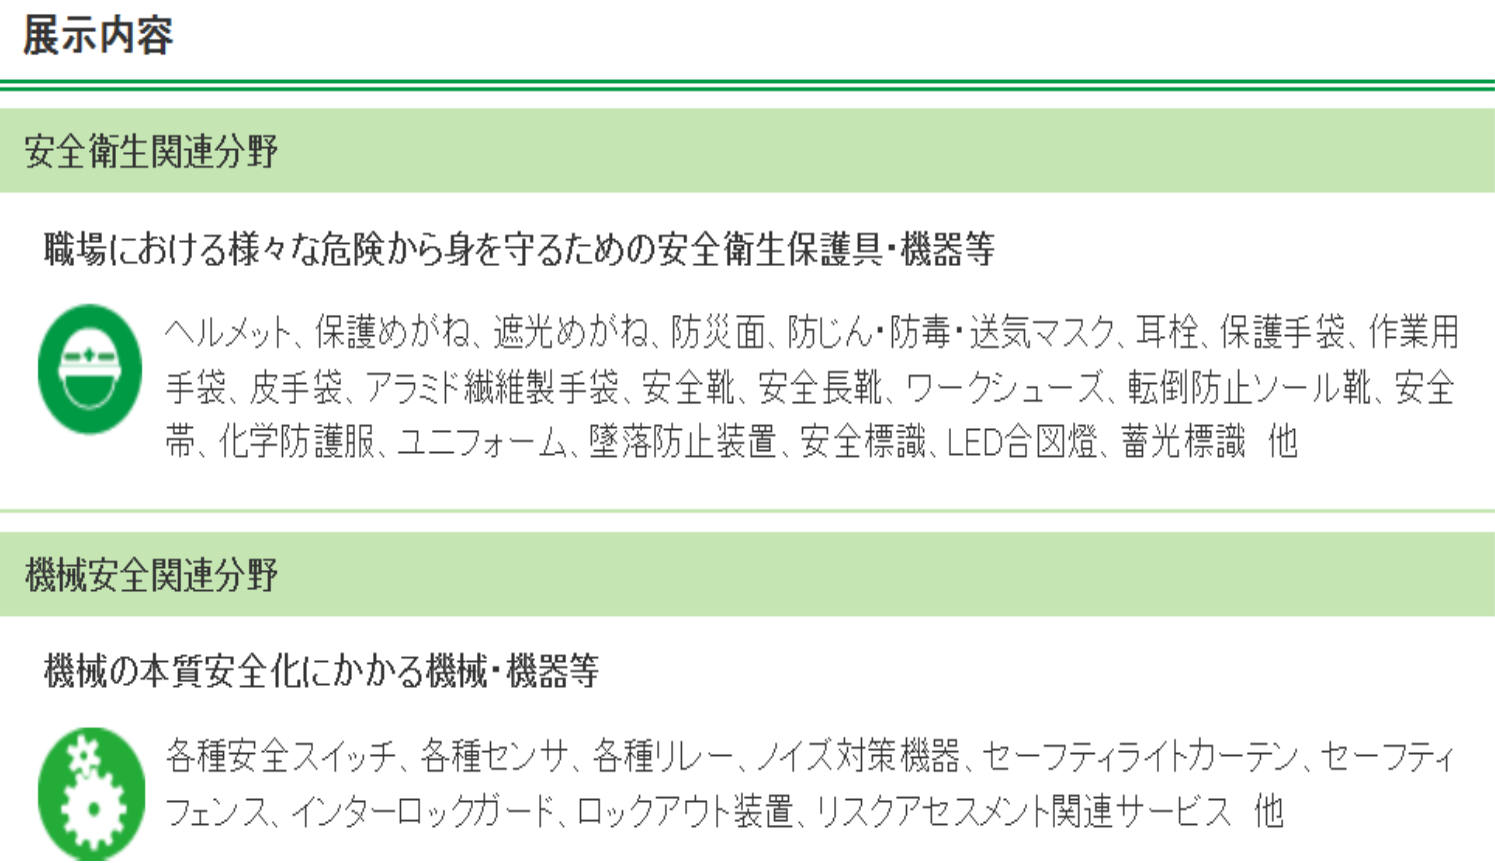 展示内容
安全衛生関連分野
職場における様々な危険から身を守るための安全衛生保護具・機器等
ヘルメット、保護めがね、遮光めがね、防災面、防じん・防毒・送気マスク、耳栓、保護手袋、作業用
手袋、皮手袋、アラミド繊維製手袋、安全靴、安全長靴、ワークシューズ、転倒防止ソール靴、安全
帯、化学防護服、ユニフォーム、墜落防止装置、安全標識、LED合図燈、蓄光標識　他
機械安全関連分野
機械の本質安全化にかかる機械・機器等
各種安全スイッチ、各種センサ、各種リレー、ノイズ対策機器、セーフティライトカーテン、セーフティ
フェンス、インターロックガード、ロックアウト装置、リスクアセスメント関連サービス　他